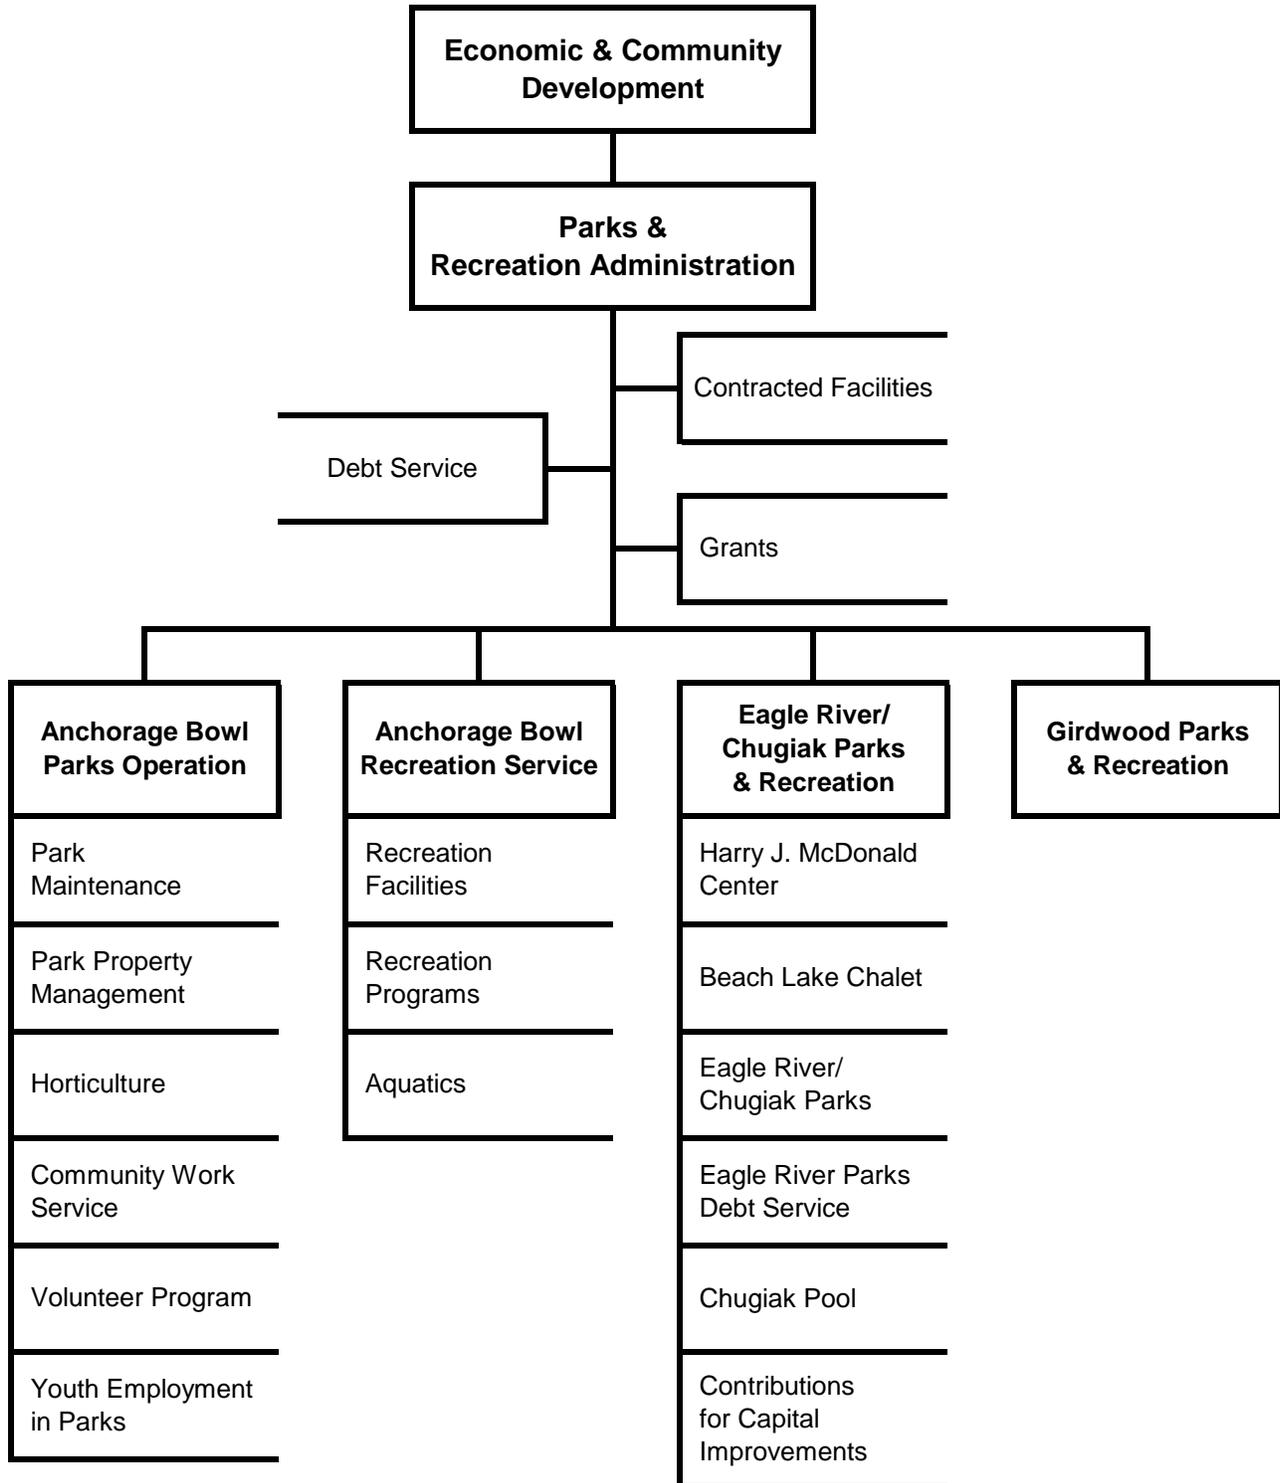 Economic & Community
Development
Parks &
Recreation Administration
Contracted Facilities
Debt Service
Grants
Anchorage Bowl
Parks Operation
Park
Maintenance
Park Property
Management
Horticulture
Community Work
Service
Volunteer Program
Youth Employment
in Parks
Anchorage Bowl
Recreation Service
Recreation
Facilities
Recreation
Programs
Aquatics
Eagle River/
Chugiak Parks
& Recreation
Harry J. McDonald
Center
Beach Lake Chalet
Eagle River/
Chugiak Parks
Eagle River Parks
Debt Service
Chugiak Pool
Contributions
for Capital
Improvements
Girdwood Parks
& Recreation